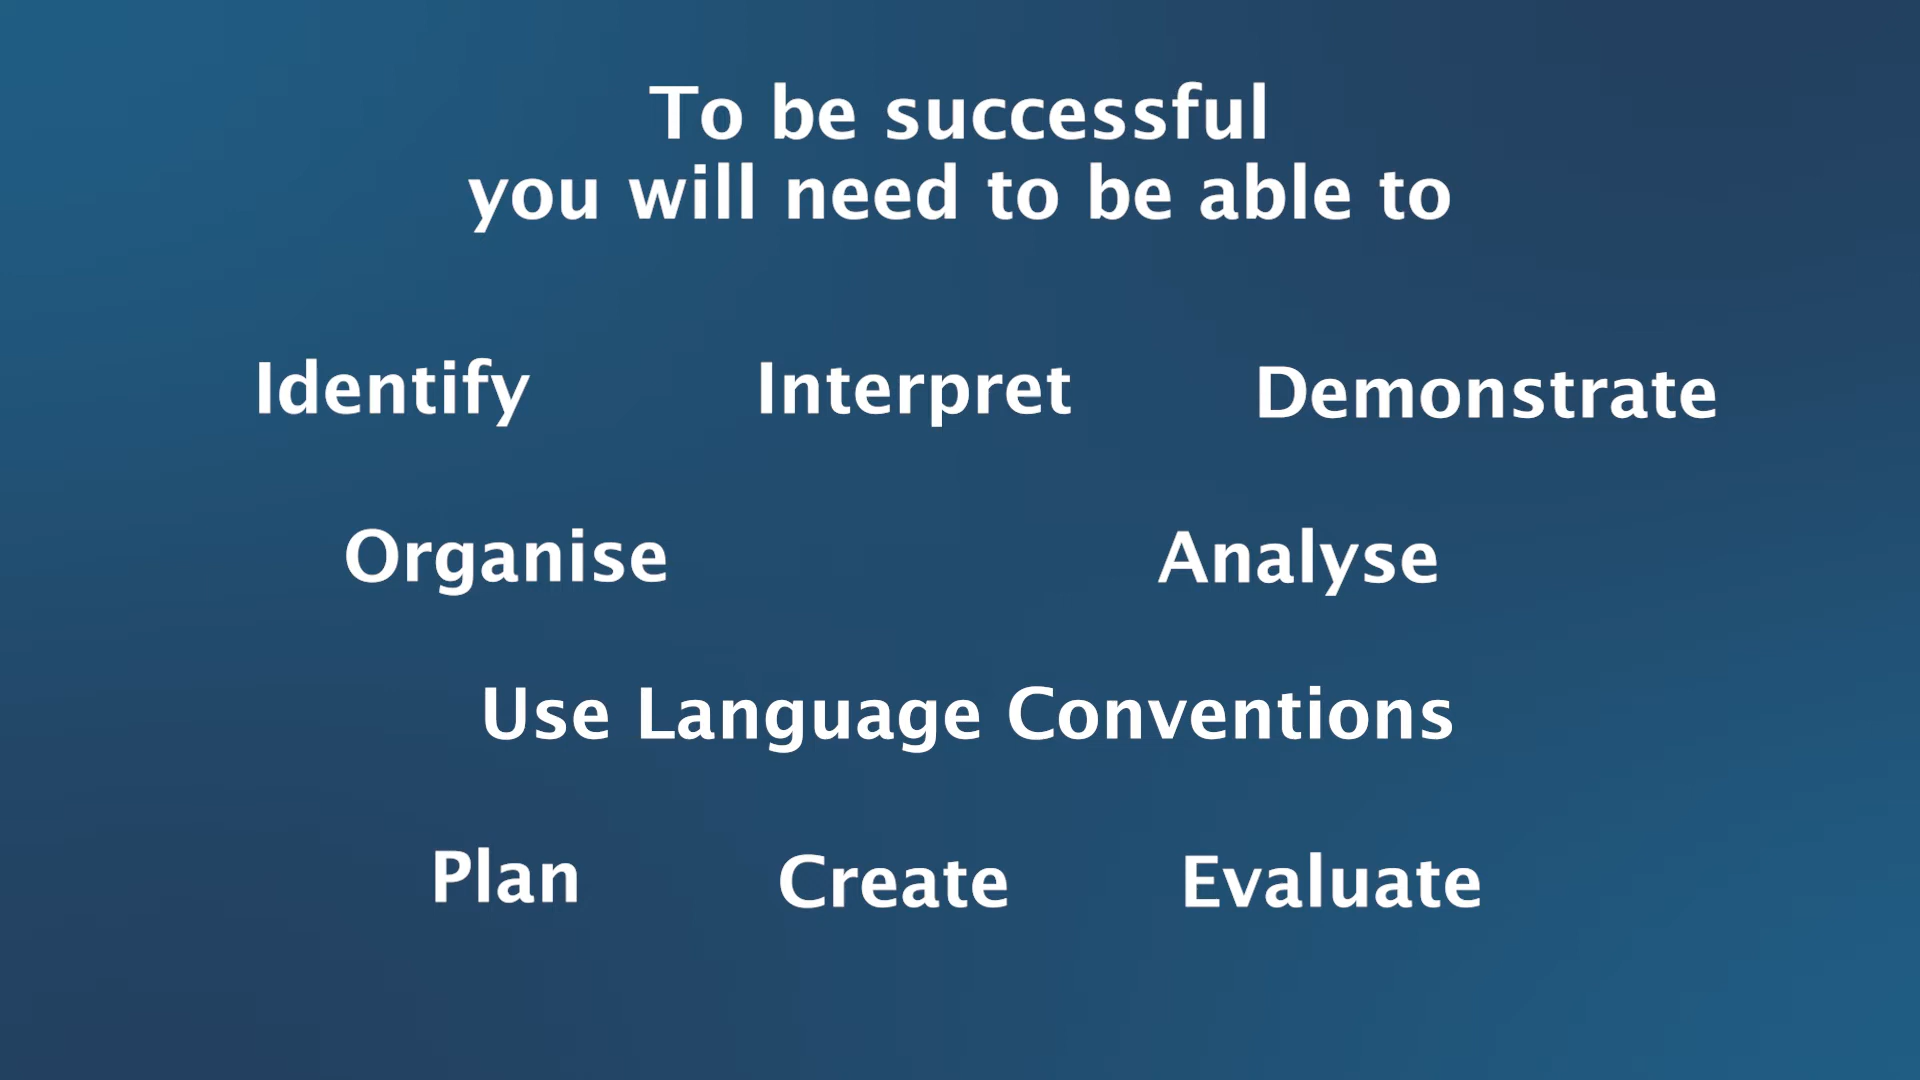 To be successful
you will need to be able to
Identify Interpret Demonstrate
Organise Analyse
Use Language Conventions
Plan Create Evaluate